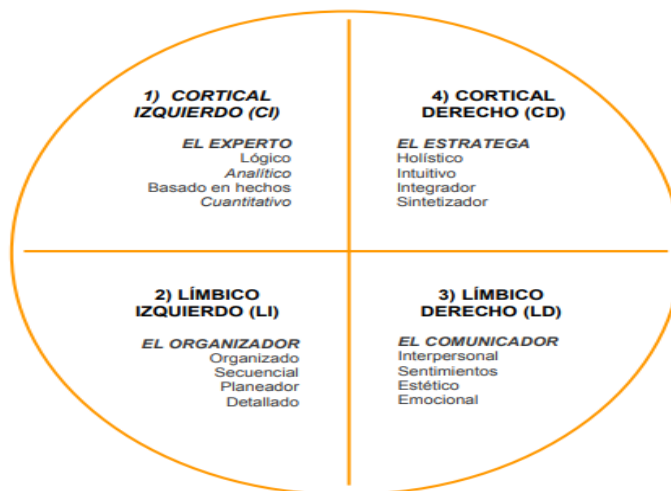 1) CORTICAL
IZQUIERDO (CI)
EL EXPERTO
Lógico
Analítico
Basado en hechos
Cuantitativo
4) CORTICAL
DERECHO (CD)
EL ESTRATEGA
Holístico
Intuitivo
Integrador
Sintetizador
2) LÍMBICO
IZQUIERDO (LI)
EL ORGANIZADOR
Organizado
Secuencial
Planeador
Detallado
3) LÍMBICO
DERECHO (LD)
EL COMUNICADOR
Interpersonal
Sentimientos
Estético
Emocional